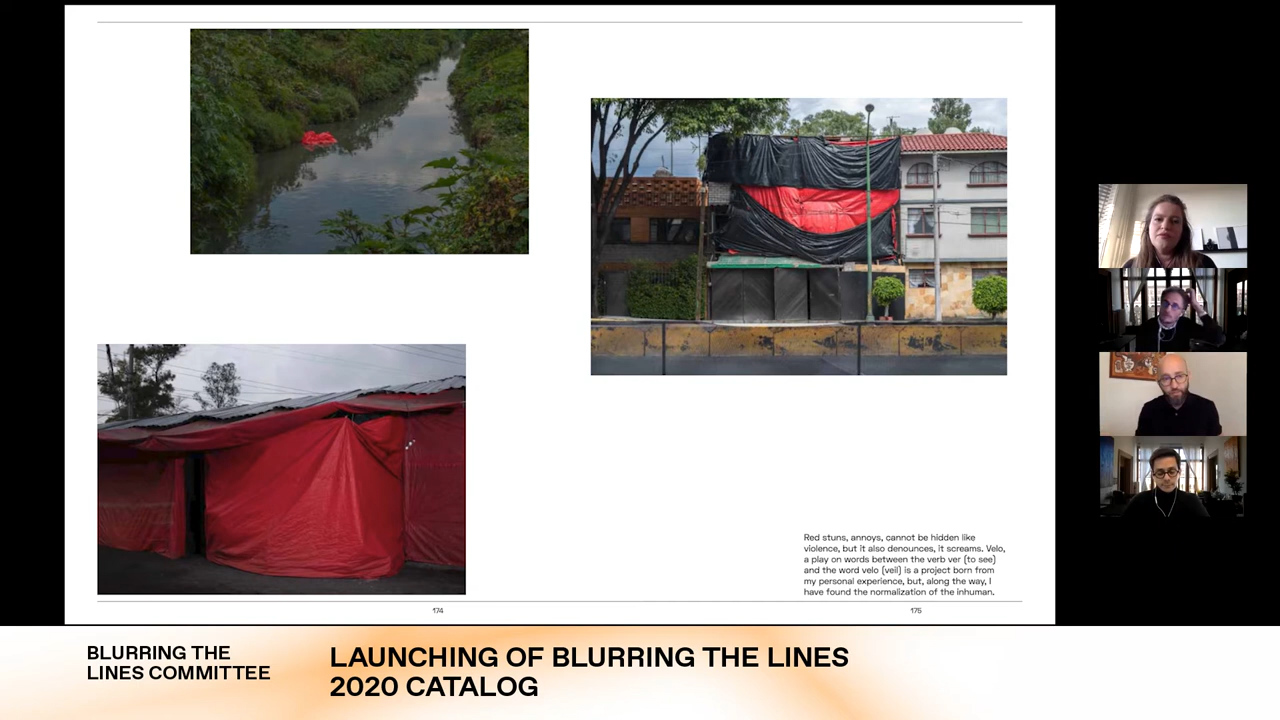 Red stuns, annoys, cannot be hidden like
violence, but it also denounces, it screams. Velo,
a play on words between the verb ver (to see)
and the word velo (veil) is a project born from
my personal experience, but, along the way, I
have found the normalization of the inhuman.
174
175
BLURRING THE
LINES COMMITTEE
LAUNCHING OF BLURRING THE LINES
2020 CATALOG